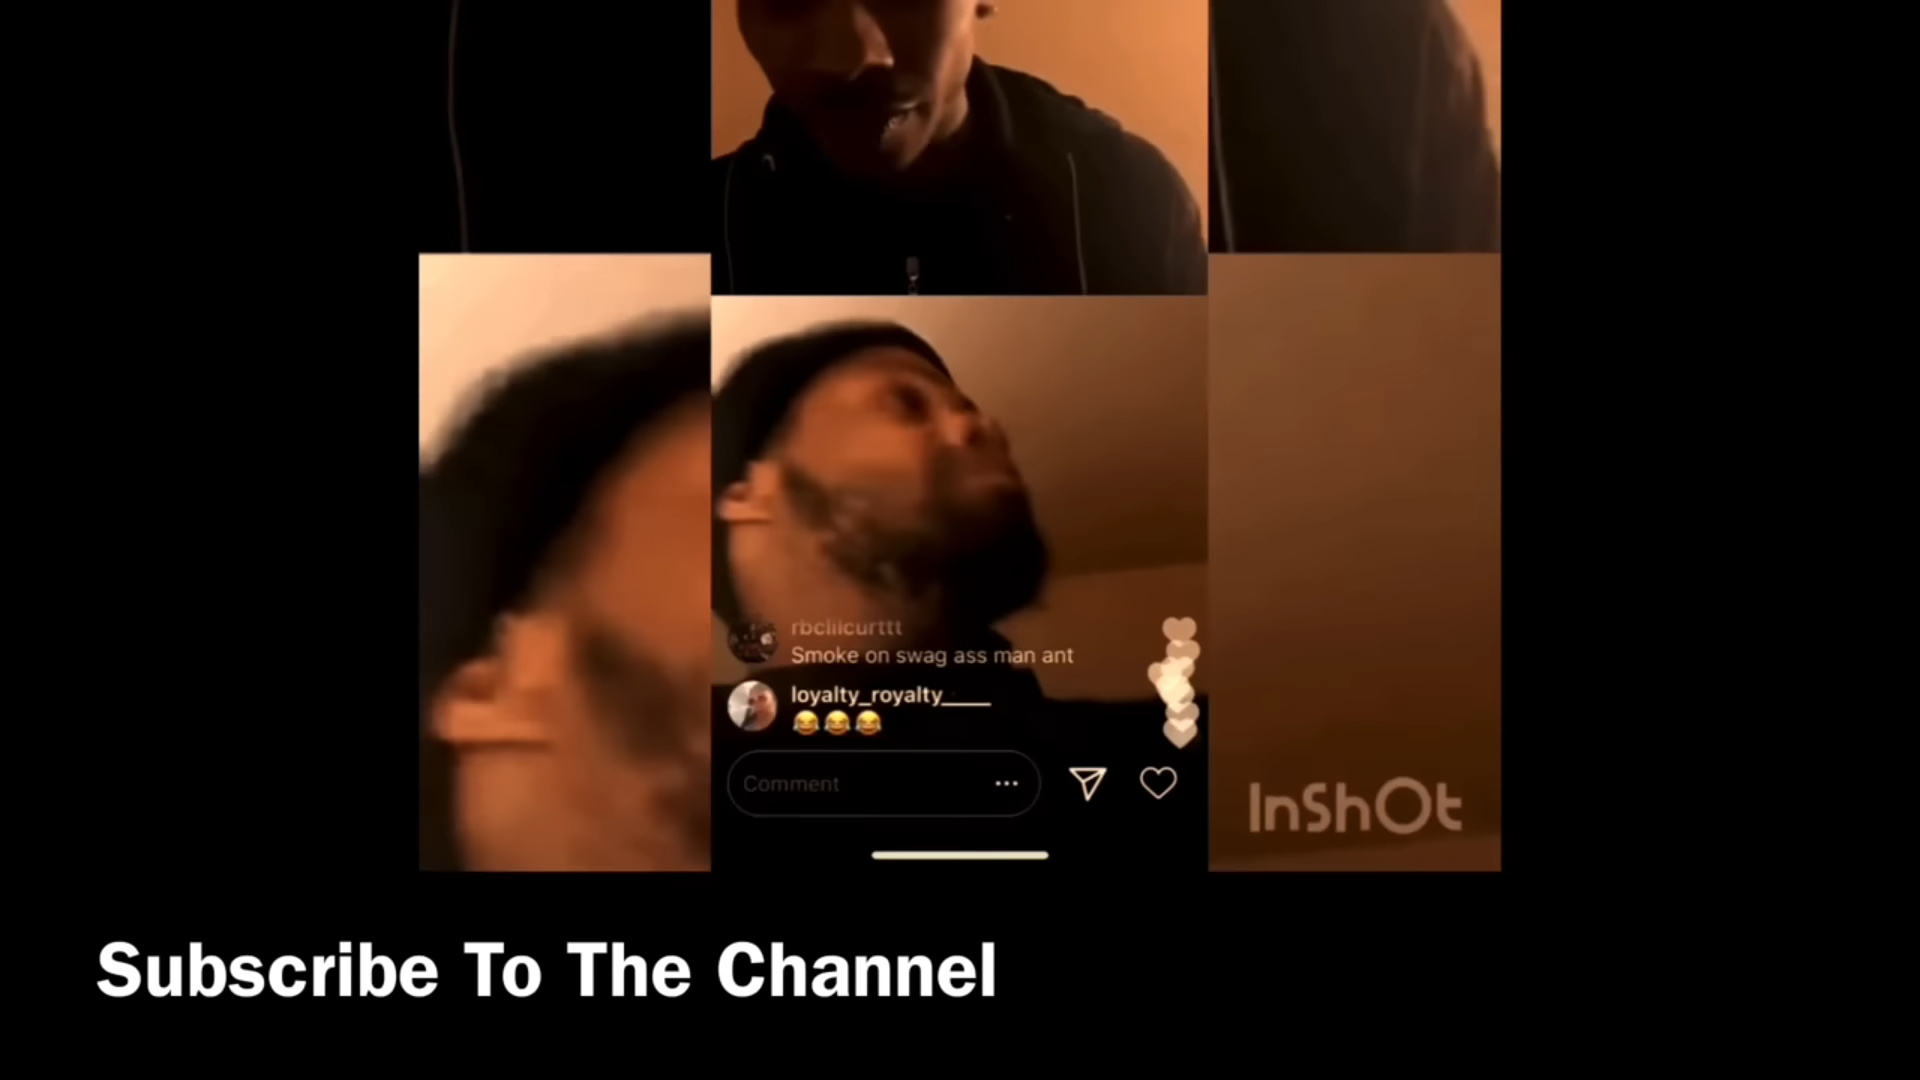 rbclilcurttt
Smoke on swag ass man ant
loyalty_royalty____
😂😂😂
Comment
InShOt
Subscribe To The Channel